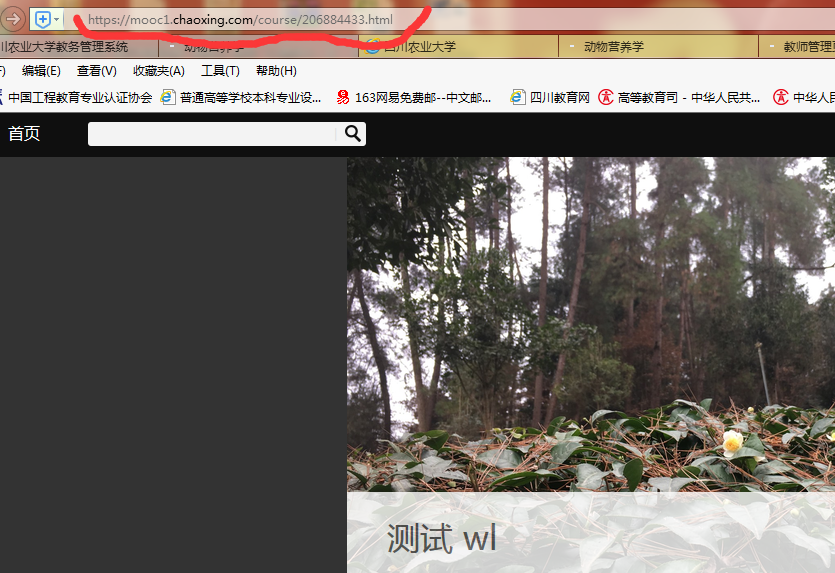 https://mooc1.chaoxing.com/course/206884433.html
川农业大学教务管理系统 动物营养学 四川农业大学 动物营养学 教师管理
编辑(E) 查看(V) 收藏夹(A) 工具(T) 帮助(H)
中国工程教育专业认证协会 普通高等学校本科专业设... 163网易免费邮--中文邮... 四川教育网 高等教育司 - 中华人民共... 中华人民
首页
测试 wl